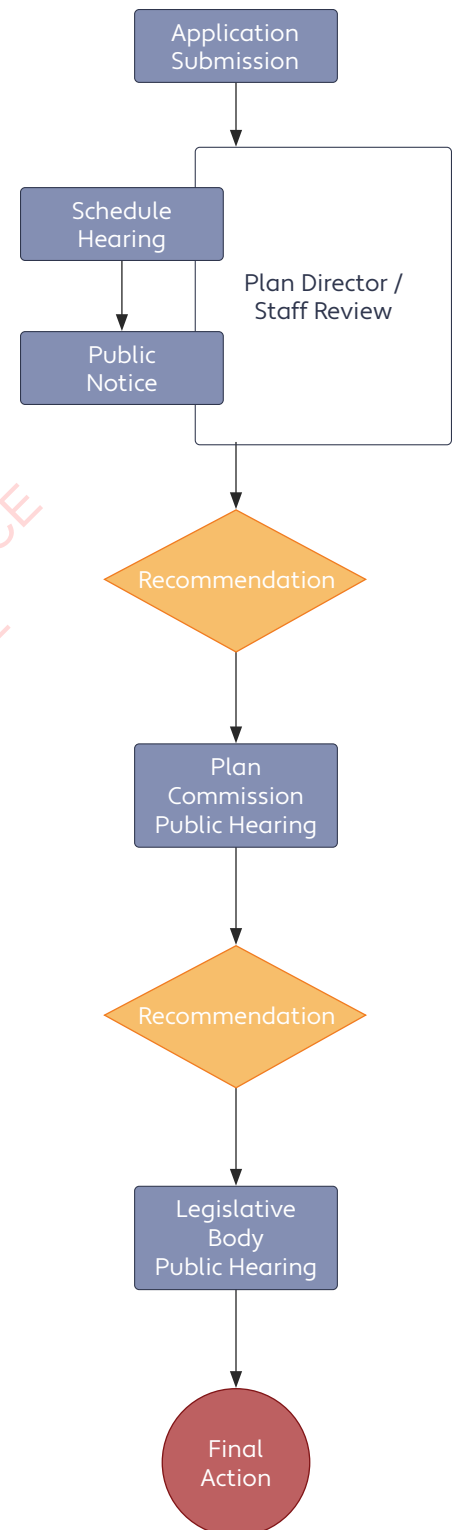 Application
Submission
Schedule
Hearing
Plan Director /
Staff Review
Public
Notice
Recommendation
Plan
Commission
Public Hearing
Recommendation
Legislative
Body
Public Hearing
Final
Action